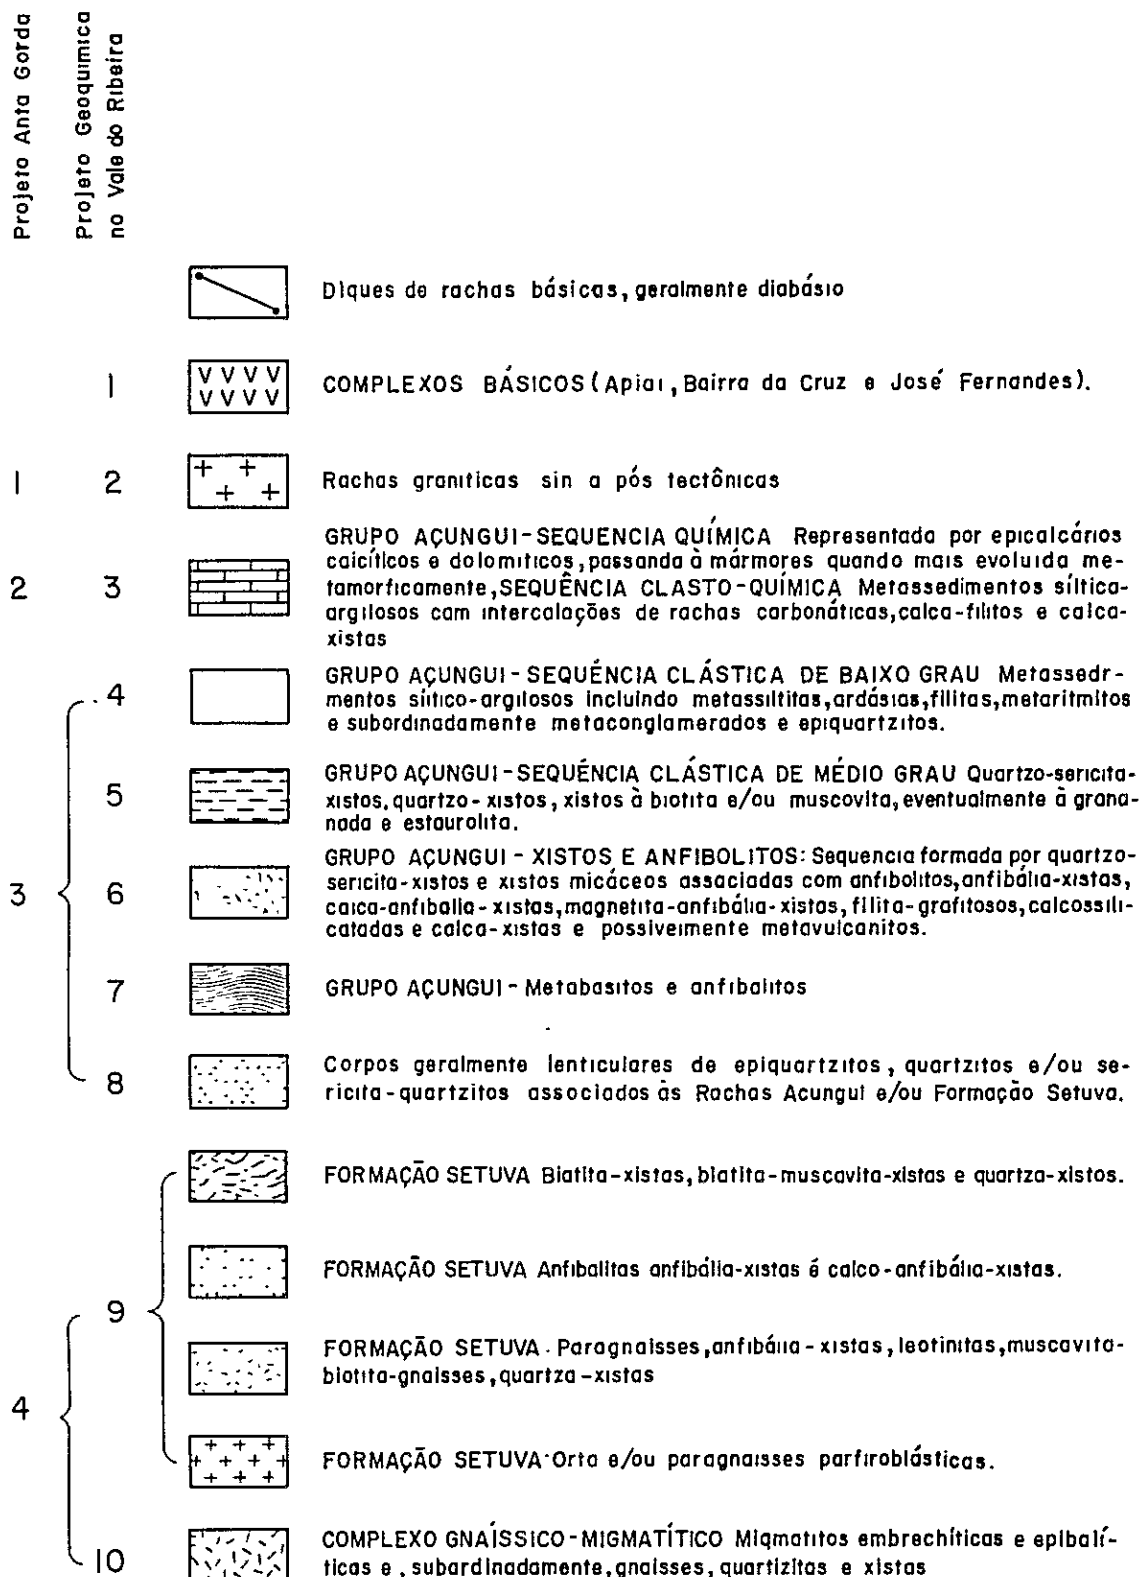 Projeto Anta Gorda
Projeto Geoquímica
no Vale do Ribeira
Diques de rochas básicas, geralmente diabásio
1 COMPLEXOS BÁSICOS (Apiaí, Bairro da Cruz e José Fernandes).
1 2 Rochas graníticas sin a pós tectônicas
GRUPO AÇUNGUI-SEQUENCIA QUÍMICA Representada por epicalcários
calcíticos e dolomíticos, passando à mármores quando mais evoluida me-
2 3 tamorficamente, SEQUÊNCIA CLASTO-QUÍMICA Metassedimentos síltico-
argilosos com intercalações de rochas carbonáticas, calco-filitos e calco-
xistos
GRUPO AÇUNGUI-SEQUÊNCIA CLÁSTICA DE BAIXO GRAU Metassedi-
4 mentos síltico-argilosos incluindo metassiltitos, ardósias, filitos, metaritmitos
e subordinadamente metaconglomerados e epiquartzitos.
GRUPO AÇUNGUI-SEQUÊNCIA CLÁSTICA DE MÉDIO GRAU Quartzo-sericita-
5 xistos, quartzo-xistos, xistos à biotita e/ou muscovita, eventualmente à grana-
nada e estaurolita.
GRUPO AÇUNGUI - XISTOS E ANFIBOLITOS: Sequencia formada por quartzo-
3 6 sericita-xistos e xistos micáceos associados com anfibolitos, anfibólio-xistos,
calco-anfibolio-xistos, magnetita-anfibólio-xistos, filito-grafitosos, calcossili-
catadas e calco-xistos e possivelmente metavulcanitos.
7 GRUPO AÇUNGUI - Metabasitos e anfibolitos
Corpos geralmente lenticulares de epiquartzitos, quartzitos e/ou se-
8 ricita-quartzitos associados às Rochas Acungui e/ou Formação Setuva.
FORMAÇÃO SETUVA Biotita-xistos, biotita-muscovita-xistos e quartzo-xistos.
FORMAÇÃO SETUVA Anfibolitos anfibólio-xistos é calco-anfibólio-xistos.
9
FORMAÇÃO SETUVA. Paragnaisses, anfibólio-xistos, leptinitos, muscovita-
biotita-gnaisses, quartzo-xistos
4
FORMAÇÃO SETUVA Orto e/ou paragnaisses porfiroblásticos.
COMPLEXO GNAÍSSICO-MIGMATÍTICO Migmatitos embrechíticos e epibolí-
10 ticos e, subordinadamente, gnaisses, quartizitos e xistos